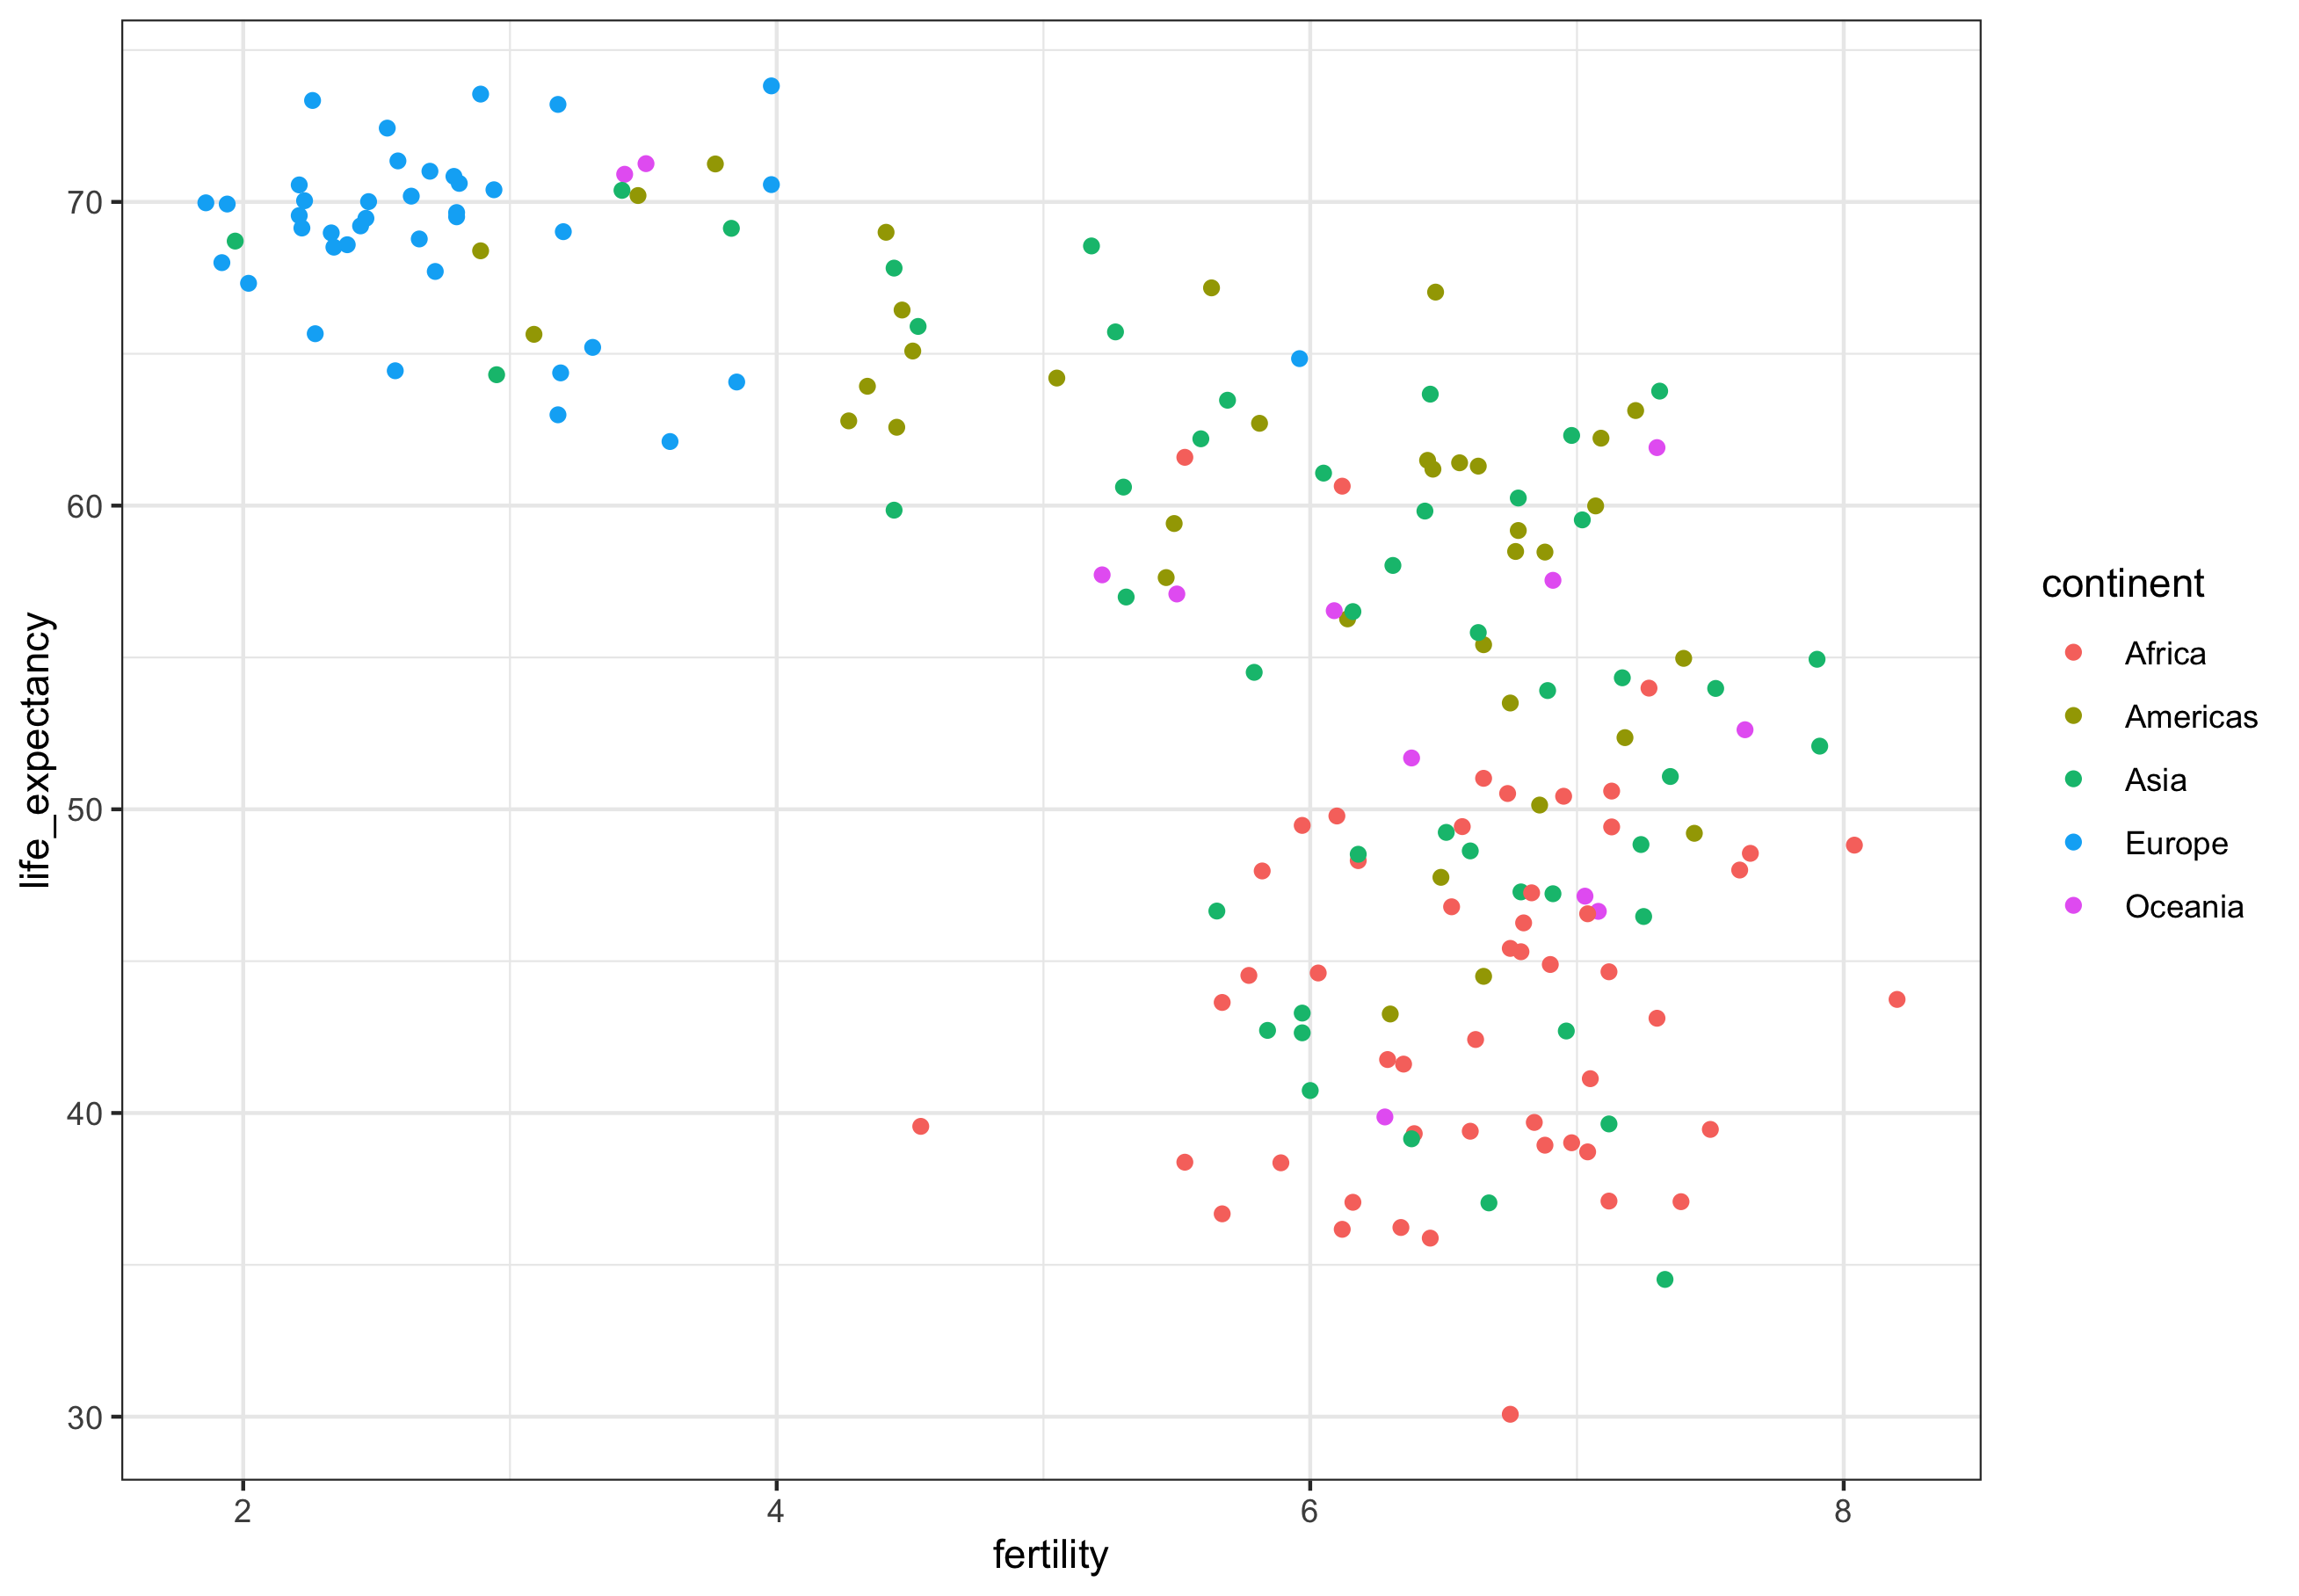 life_expectancy
70
60
50
40
30
2 4 6 8
fertility
continent
Africa
Americas
Asia
Europe
Oceania